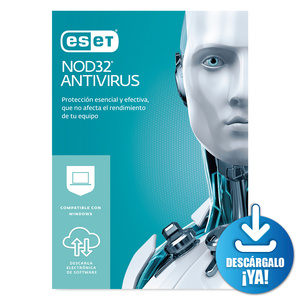 eset
NOD32®
ANTIVIRUS
Protección esencial y efectiva,
que no afecta el rendimiento
de tu equipo
COMPATIBLE CON
WINDOWS
DESCARGA
ELECTRÓNICA
DE SOFTWARE
DESCÁRGALO
¡YA!